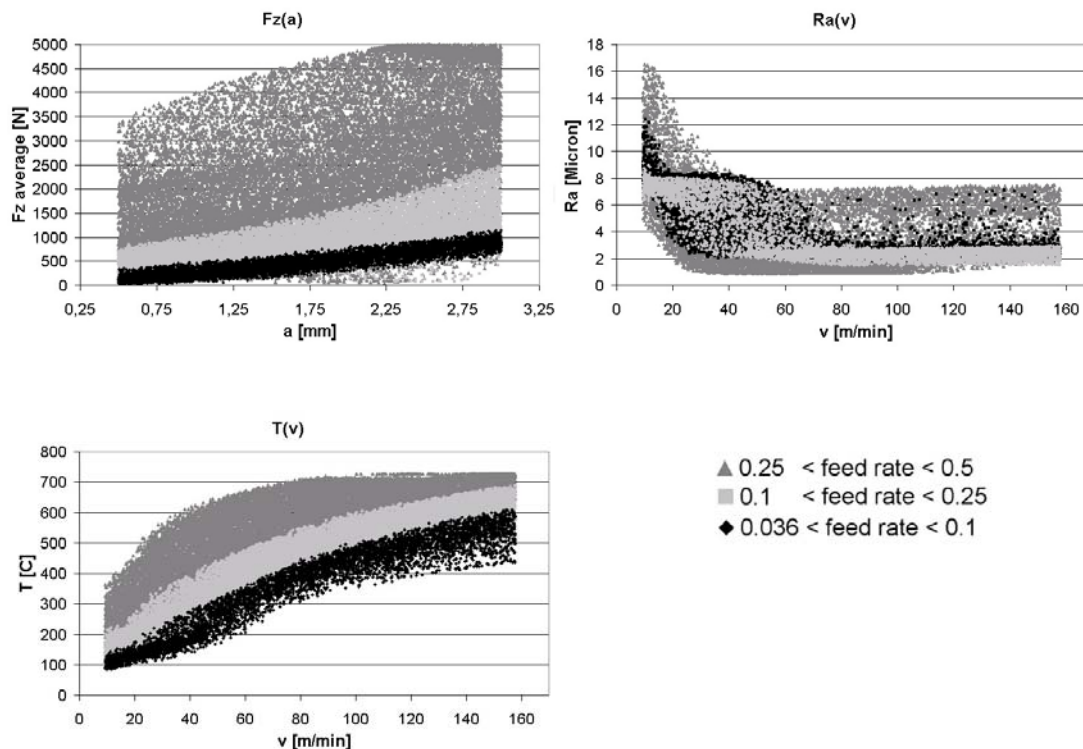 Fz(a)
5000
4500
4000
3500
3000
2500
2000
1500
1000
500
0
Fz average [N]
0,25 0,75 1,25 1,75 2,25 2,75 3,25
a [mm]
Ra(v)
18
16
14
12
10
8
6
4
2
0
Ra [Micron]
0 20 40 60 80 100 120 140 160
v [m/min]
T(v)
800
700
600
500
400
300
200
100
0
T [C]
0 20 40 60 80 100 120 140 160
v [m/min]
0.25 < feed rate < 0.5
0.1 < feed rate < 0.25
0.036 < feed rate < 0.1